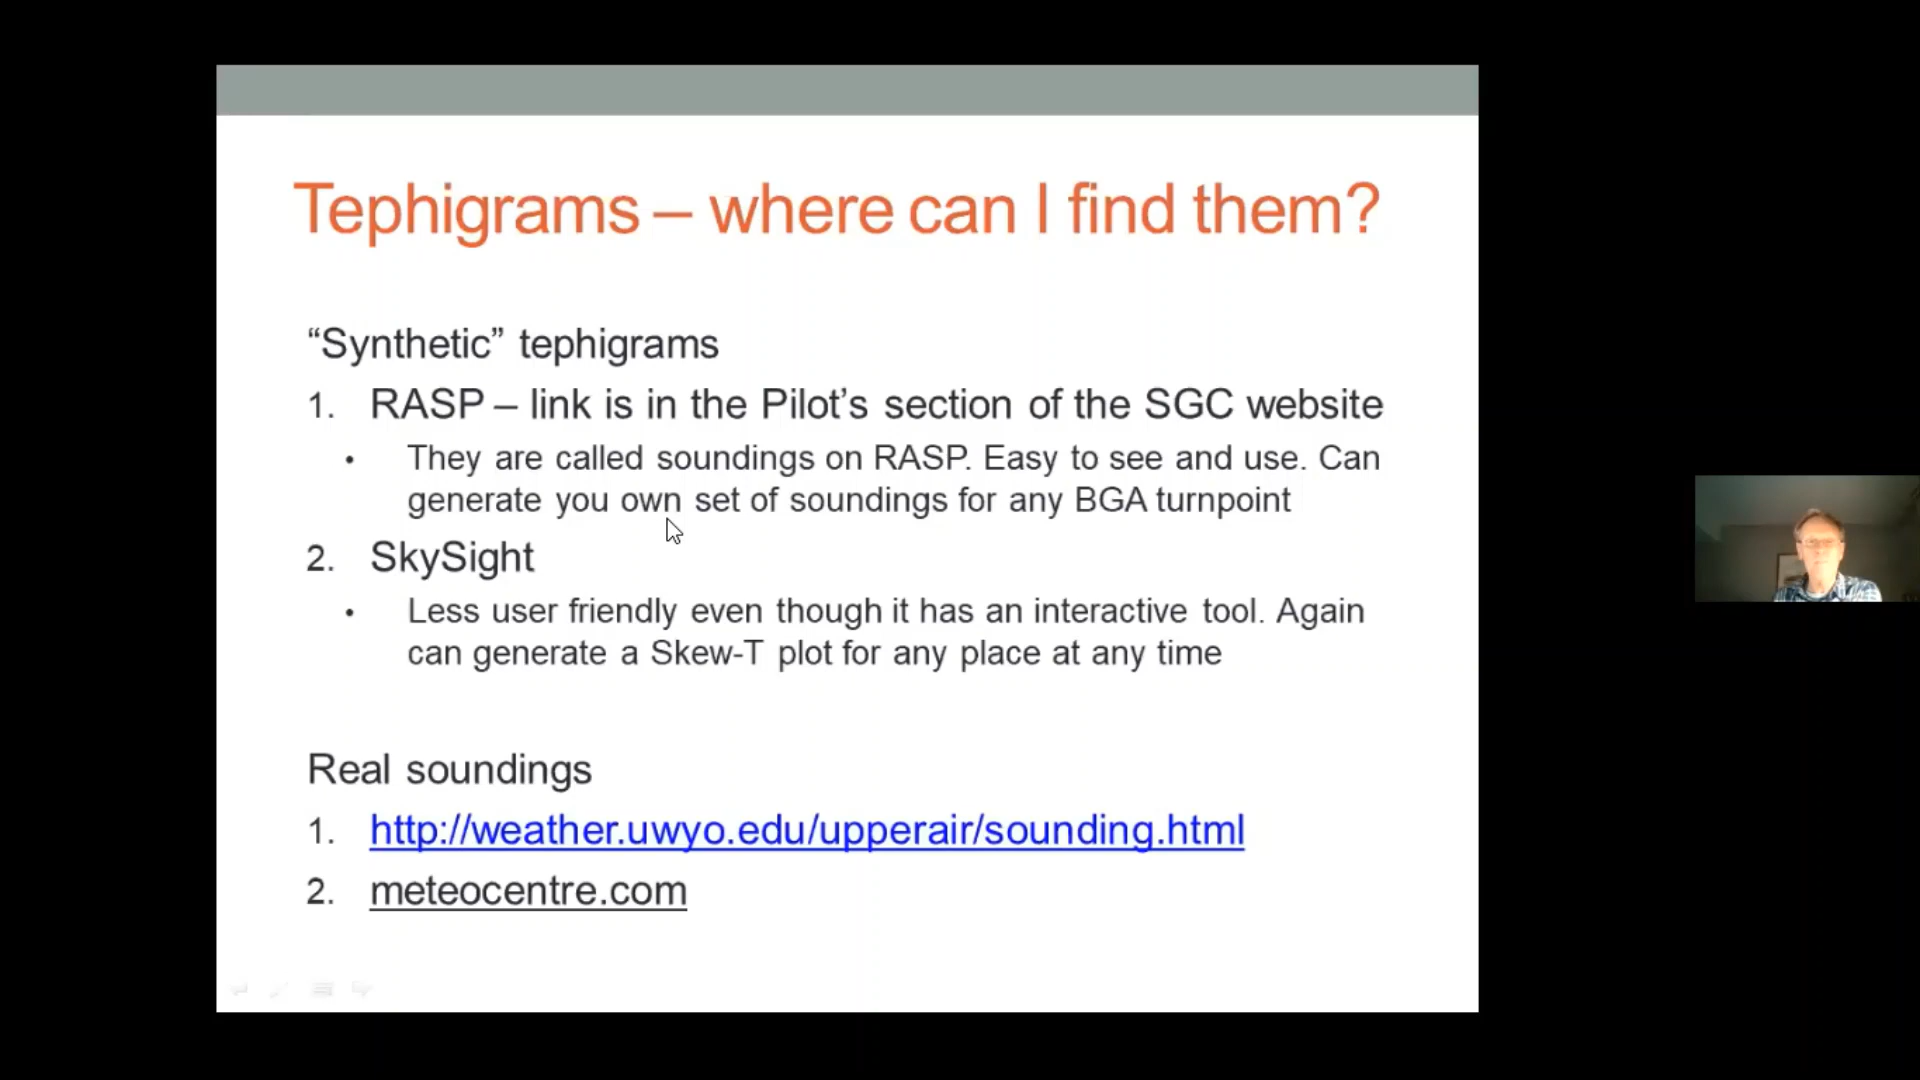 Tephigrams – where can I find them?
“Synthetic” tephigrams
1. RASP – link is in the Pilot’s section of the SGC website
• They are called soundings on RASP. Easy to see and use. Can
generate you own set of soundings for any BGA turnpoint
2. SkySight
• Less user friendly even though it has an interactive tool. Again
can generate a Skew-T plot for any place at any time
Real soundings
1. http://weather.uwyo.edu/upperair/sounding.html
2. meteocentre.com